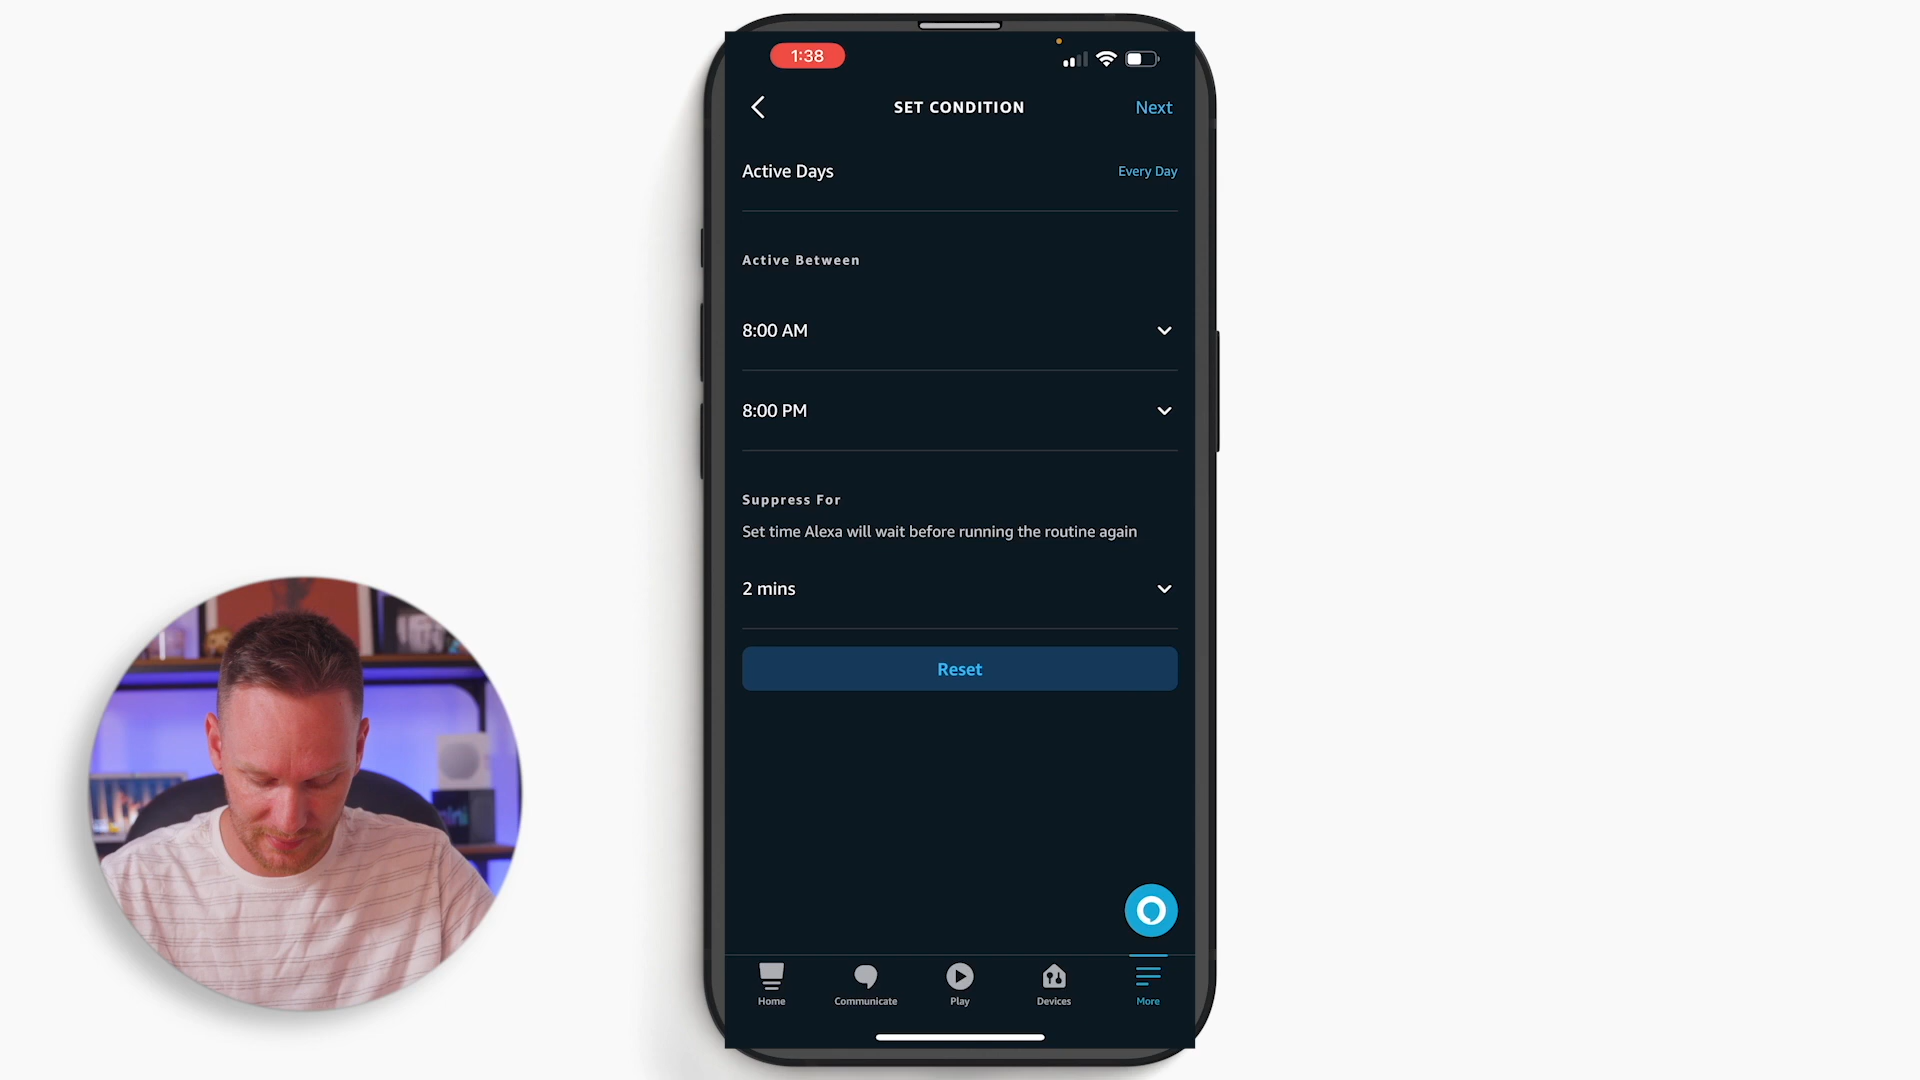 1:38
SET CONDITION
Next
Active Days
Every Day
Active Between
8:00 AM
8:00 PM
Suppress For
Set time Alexa will wait before running the routine again
2 mins
Reset
Home
Communicate
Play
Devices
More